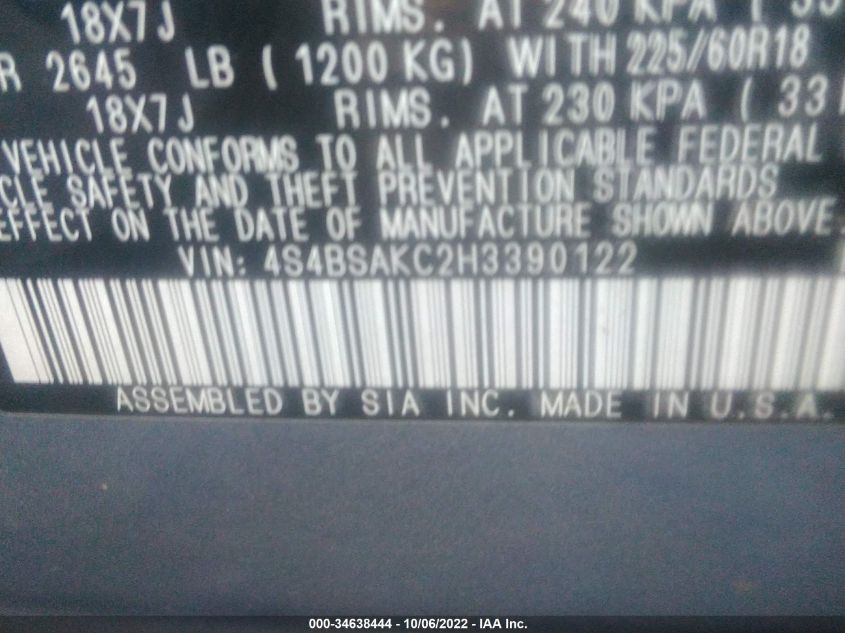 18X7J RIMS. AT 240 KPA ( 33
R 2645 LB ( 1200 KG) WITH 225/60R18
18X7J RIMS. AT 230 KPA ( 33
VEHICLE CONFORMS TO ALL APPLICABLE FEDERAL
CLE SAFETY AND THEFT PREVENTION STANDARDS
EFFECT ON THE DATE OF MANUFACTURE SHOWN ABOVE.
VIN: 4S4BSAKC2H3390122
ASSEMBLED BY SIA INC. MADE IN U.S.A.
000-34638444 - 10/06/2022 - IAA Inc.